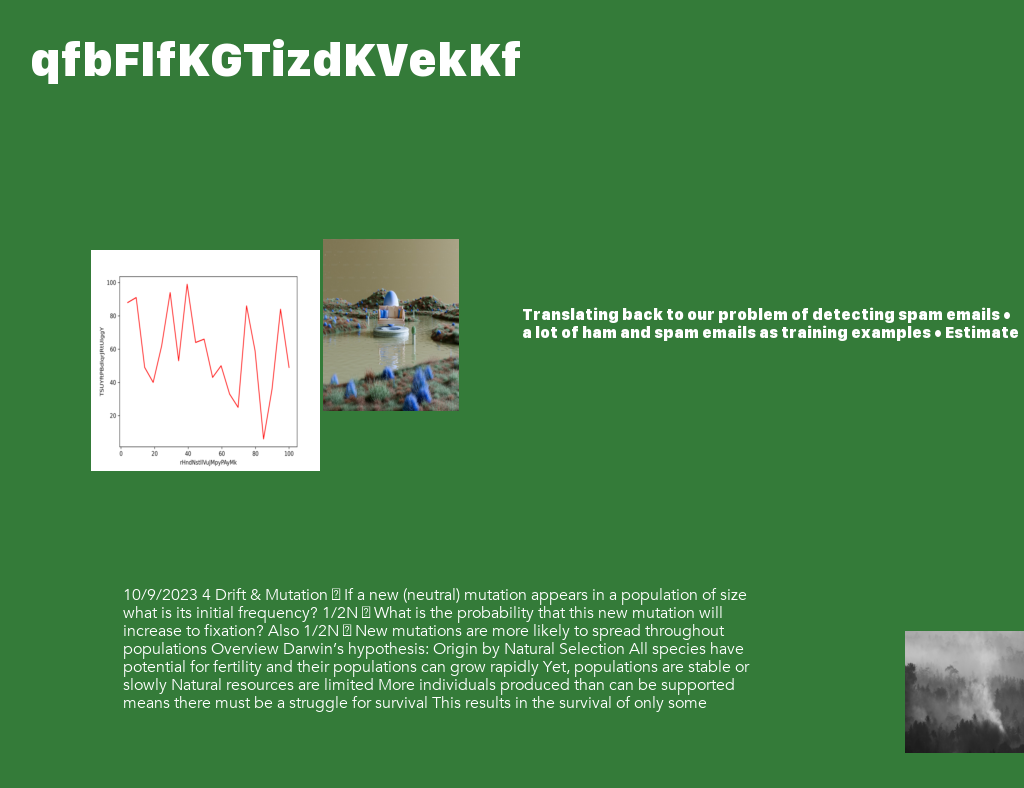 qfbFlfKGTizdKVekKf
Translating back to our problem of detecting spam emails •
a lot of ham and spam emails as training examples • Estimate
100
80
60
40
20
0 20 40 60 80 100
10/9/2023 4 Drift & Mutation ⍰ If a new (neutral) mutation appears in a population of size
what is its initial frequency? 1/2N ⍰ What is the probability that this new mutation will
increase to fixation? Also 1/2N ⍰ New mutations are more likely to spread throughout
populations Overview Darwin’s hypothesis: Origin by Natural Selection All species have
potential for fertility and their populations can grow rapidly Yet, populations are stable or
slowly Natural resources are limited More individuals produced than can be supported
means there must be a struggle for survival This results in the survival of only some